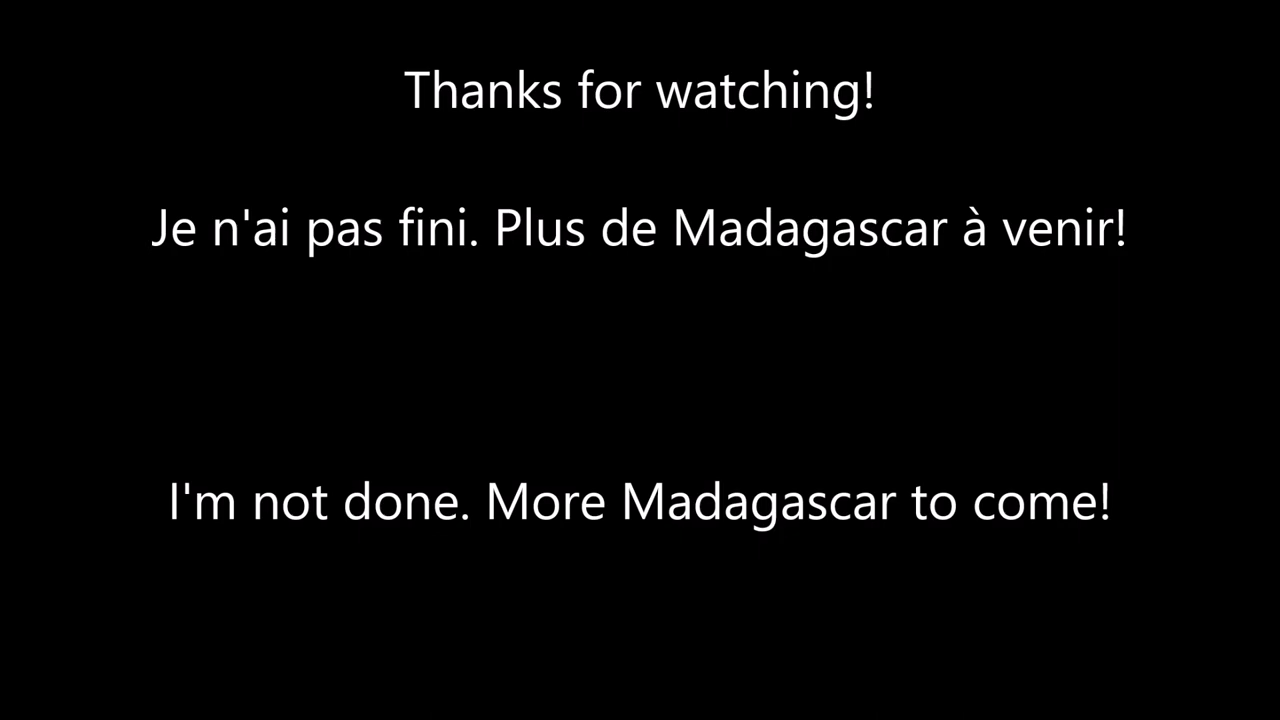 Thanks for watching!
Je n'ai pas fini. Plus de Madagascar à venir!
I'm not done. More Madagascar to come!